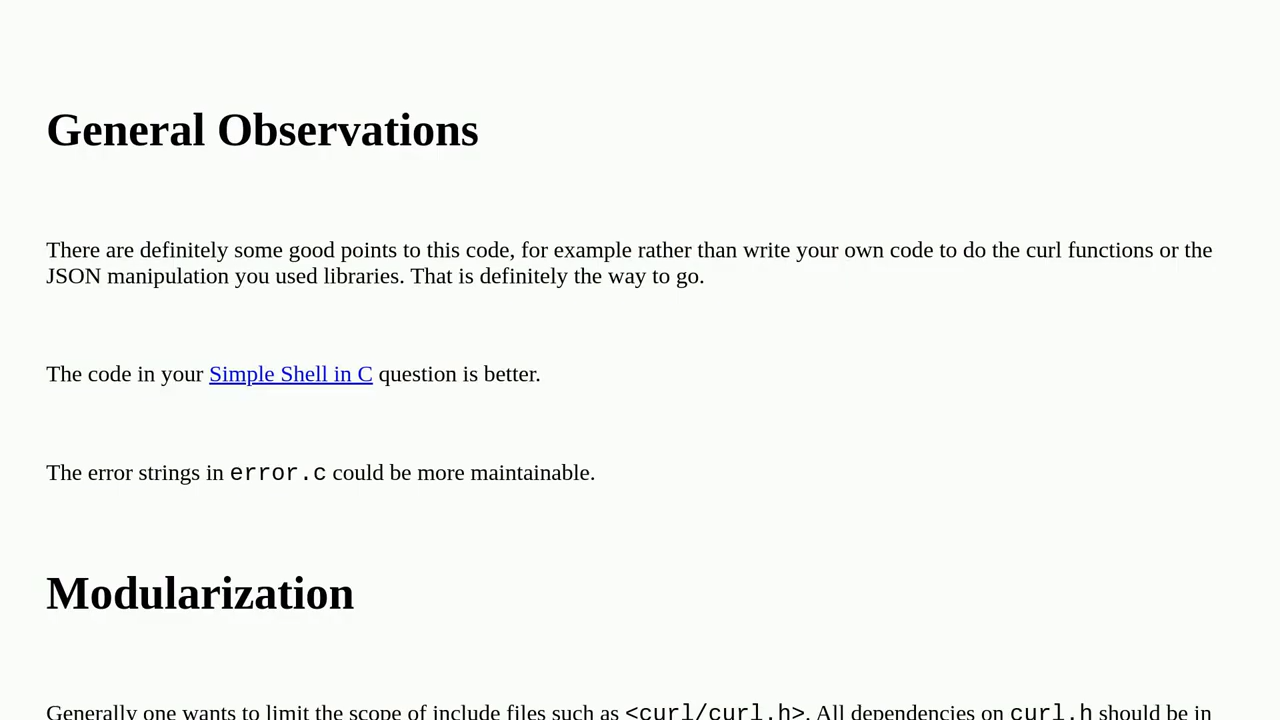 General Observations
There are definitely some good points to this code, for example rather than write your own code to do the curl functions or the
JSON manipulation you used libraries. That is definitely the way to go.
The code in your Simple Shell in C question is better.
The error strings in error.c could be more maintainable.
Modularization
Generally one wants to limit the scope of include files such as <curl/curl.h>. All dependencies on curl.h should be in